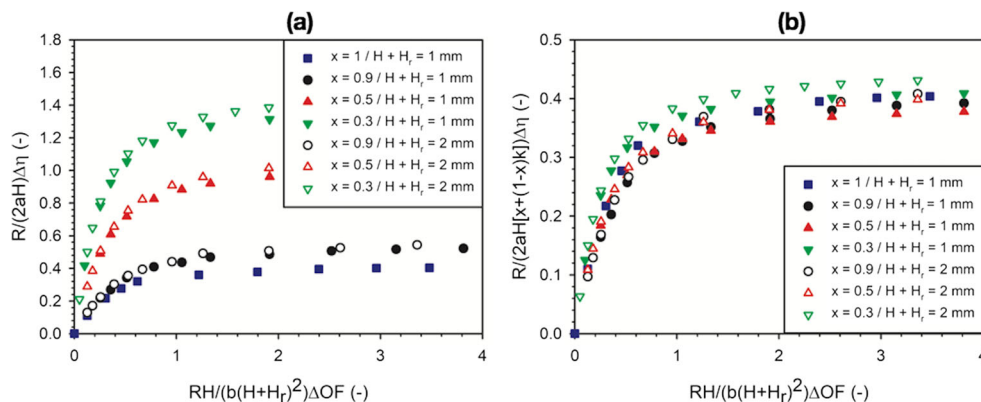 (a)
R/(2aH)Δη (-)
1.8
1.6
1.4
1.2
1.0
0.8
0.6
0.4
0.2
0.0
x = 1 / H + Hr = 1 mm
x = 0.9 / H + Hr = 1 mm
x = 0.5 / H + Hr = 1 mm
x = 0.3 / H + Hr = 1 mm
x = 0.9 / H + Hr = 2 mm
x = 0.5 / H + Hr = 2 mm
x = 0.3 / H + Hr = 2 mm
0 1 2 3 4
RH/(b(H+Hr)2)ΔOF (-)
(b)
R/(2aH[x+(1-x)k])Δη (-)
0.5
0.4
0.3
0.2
0.1
0.0
x = 1 / H + Hr = 1 mm
x = 0.9 / H + Hr = 1 mm
x = 0.5 / H + Hr = 1 mm
x = 0.3 / H + Hr = 1 mm
x = 0.9 / H + Hr = 2 mm
x = 0.5 / H + Hr = 2 mm
x = 0.3 / H + Hr = 2 mm
0 1 2 3 4
RH/(b(H+Hr)2)ΔOF (-)